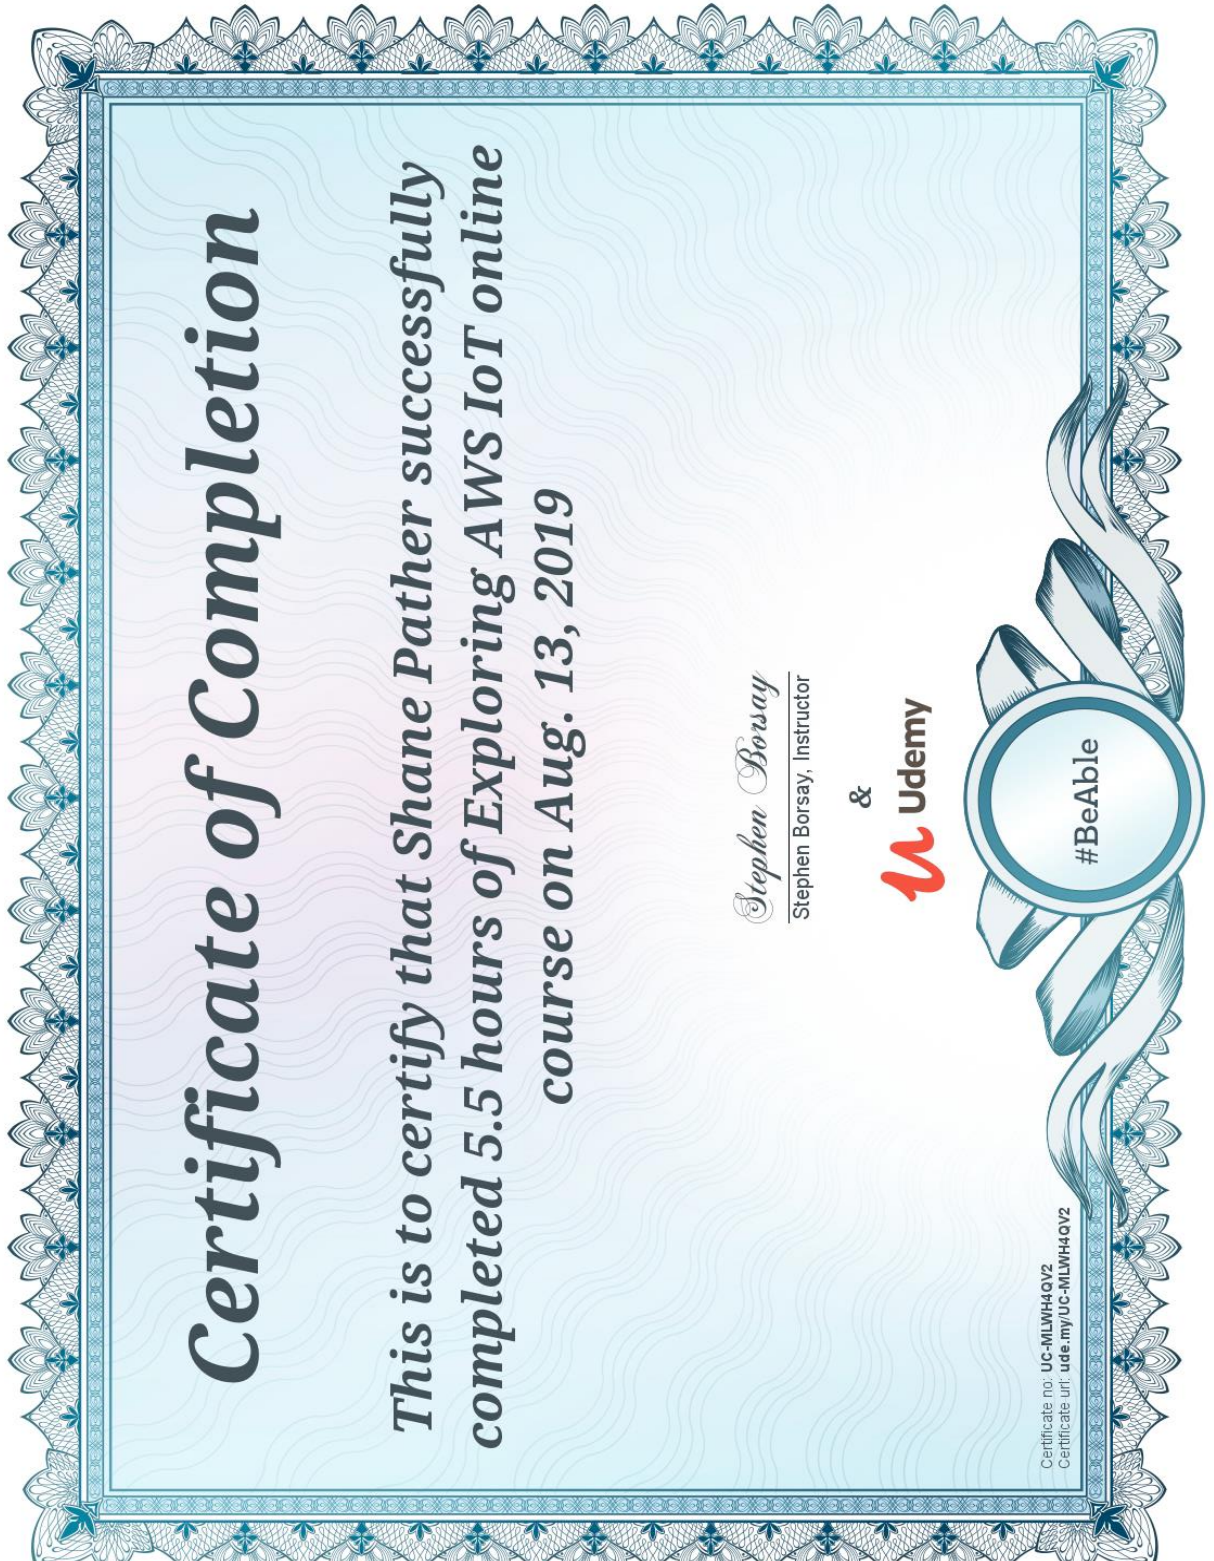 Certificate of Completion
This is to certify that Shane Pather successfully
completed 5.5 hours of Exploring AWS IoT online
course on Aug. 13, 2019
Stephen Borsay
Stephen Borsay, Instructor
&
Udemy
#BeAble
Certificate no: UC-MLWH4QV2
Certificate url: ude.my/UC-MLWH4QV2